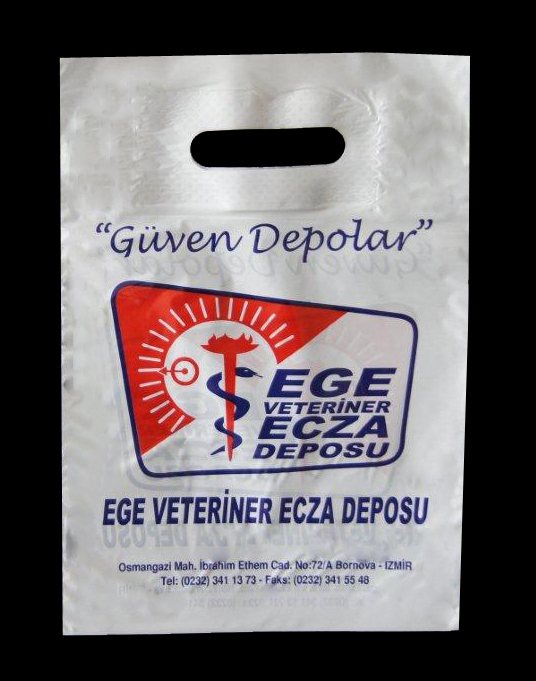 “Güven Depolar”
EGE
VETERİNER
ECZA
DEPOSU
EGE VETERİNER ECZA DEPOSU
Osmangazi Mah. İbrahim Ethem Cad. No:72/A Bornova - IZMİR
Tel: (0232) 341 13 73 - Faks: (0232) 341 55 48